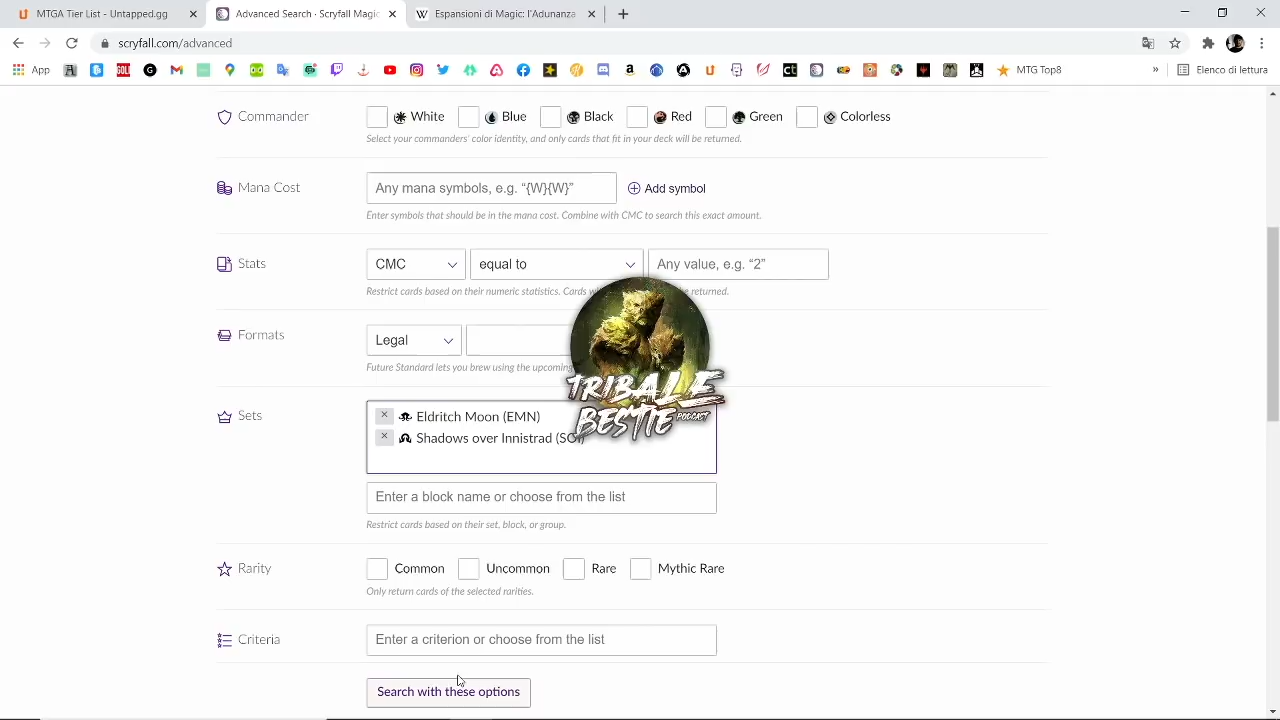 MTGA Tier List - Untapped.gg
Advanced Search · Scryfall Magic
Espansioni di Magic: l'Adunanza
scryfall.com/advanced
App
MTG Top8
»
Elenco di lettura
Commander
White
Blue
Black
Red
Green
Colorless
Select your commanders' color identity, and only cards that fit in your deck will be returned.
Mana Cost
Any mana symbols, e.g. “{W}{W}”
Add symbol
Enter symbols that should be in the mana cost. Combine with CMC to search this exact amount.
Stats
CMC
equal to
Any value, e.g. “2”
Restrict cards based on their numeric statistics. Cards
be returned.
Formats
Legal
Future Standard lets you brew using the upcoming
TRIBALE
BESTIE PODCAST
Sets
Eldritch Moon (EMN)
Shadows over Innistrad (SOI)
Enter a block name or choose from the list
Restrict cards based on their set, block, or group.
Rarity
Common
Uncommon
Rare
Mythic Rare
Only return cards of the selected rarities.
Criteria
Enter a criterion or choose from the list
Search with these options